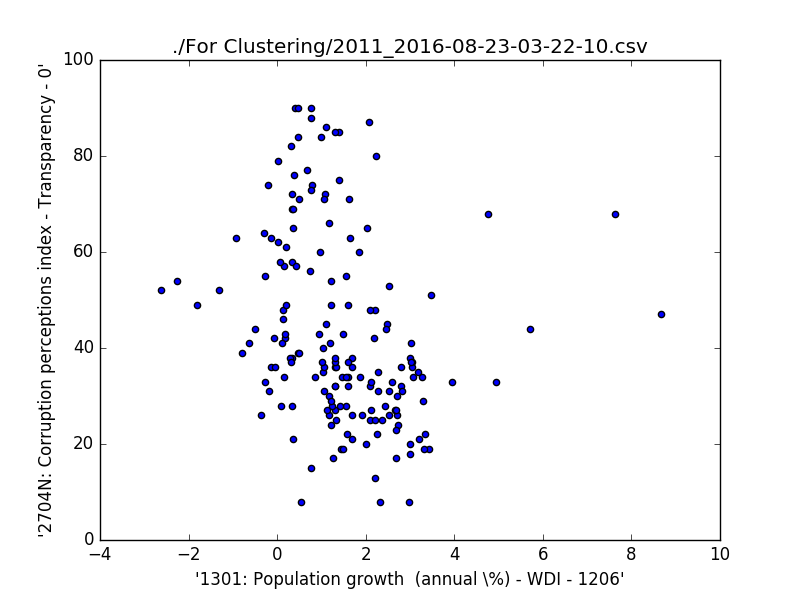 ./For Clustering/2011_2016-08-23-03-22-10.csv
'2704N: Corruption perceptions index - Transparency - 0'
100
80
60
40
20
0
−4 −2 0 2 4 6 8 10
'1301: Population growth (annual \%) - WDI - 1206'